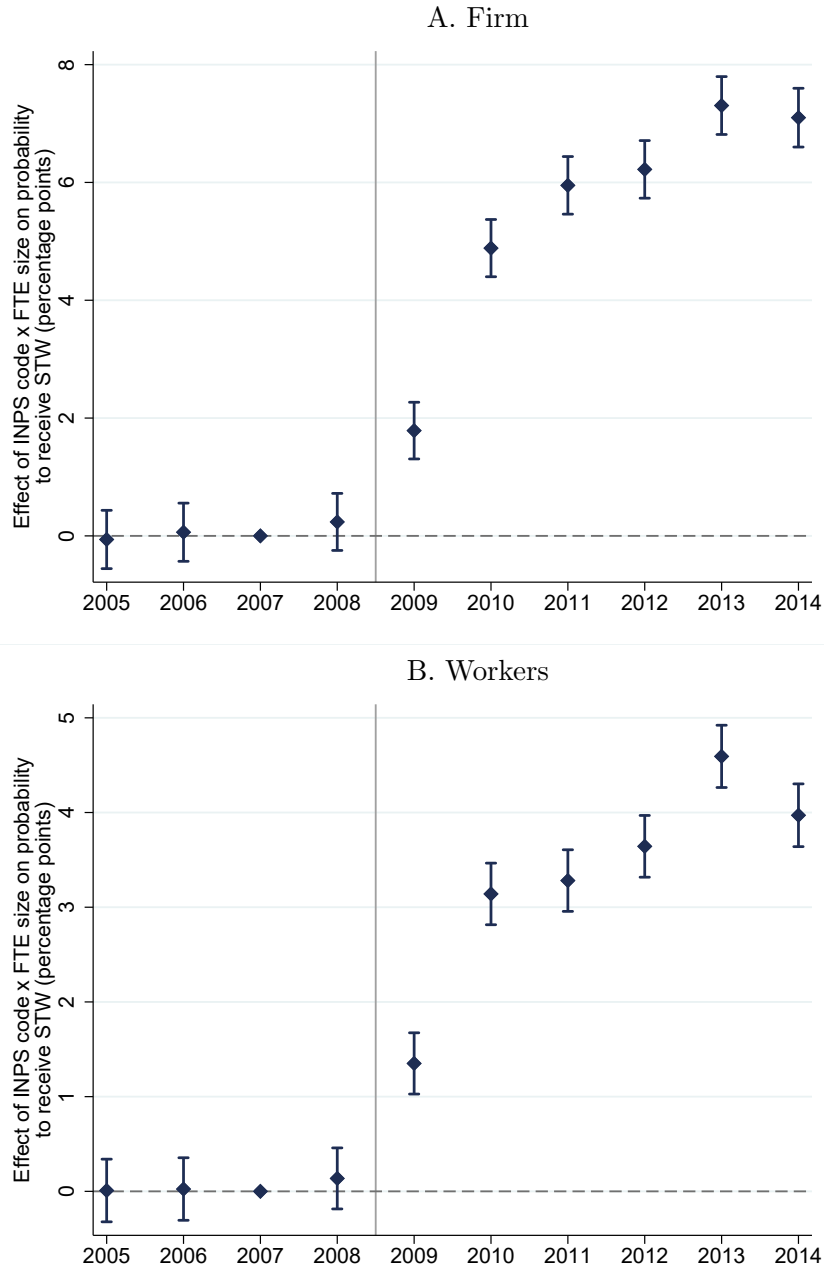 A. Firm
Effect of INPS code x FTE size on probability
to receive STW (percentage points)
8
6
4
2
0
2005 2006 2007 2008 2009 2010 2011 2012 2013 2014
B. Workers
Effect of INPS code x FTE size on probability
to receive STW (percentage points)
5
4
3
2
1
0
2005 2006 2007 2008 2009 2010 2011 2012 2013 2014